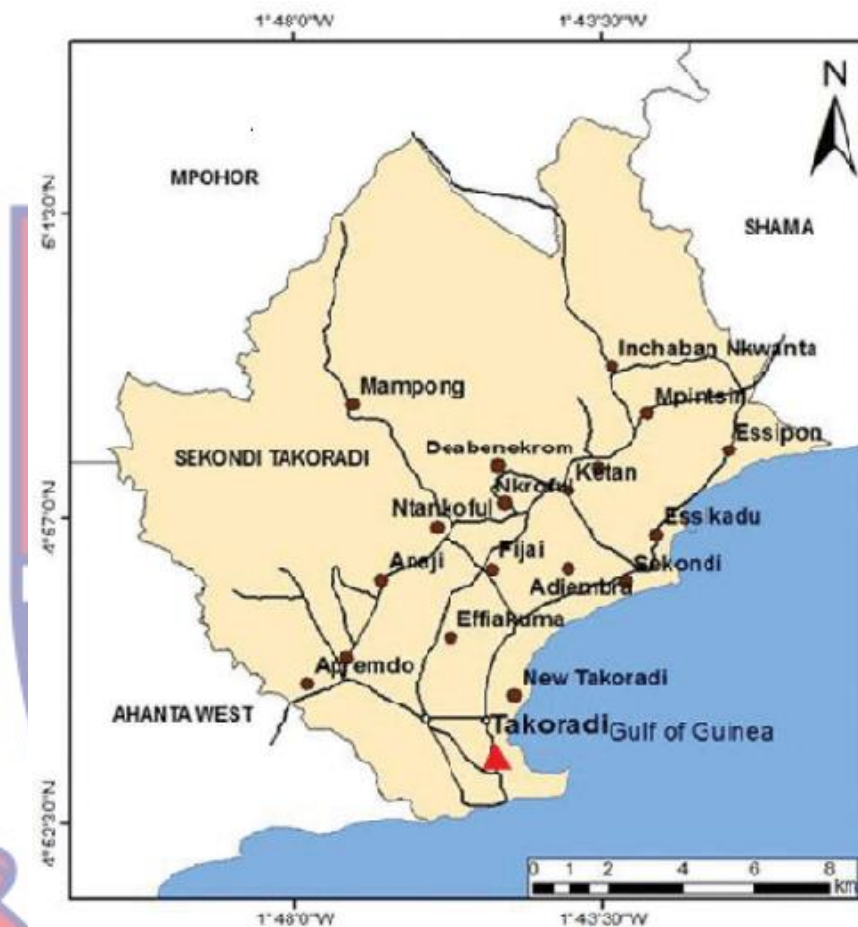 1°48'0"W 1°43'30"W
N
MPOHOR
5°1'30"N
SHAMA
Inchaban Nkwanta
Mampong
Mpintsin
Essipon
Deabenekrom
SEKONDI TAKORADI
Ketan
Nkroful
Ntankoful
4°57'0"N
Essikadu
Fijai
Anaji
Sekondi
Adiembra
Effiakuma
Apremdo
New Takoradi
AHANTA WEST
Takoradi
Gulf of Guinea
4°52'30"N
0 1 2 4 6 8
km
1°48'0"W 1°43'30"W